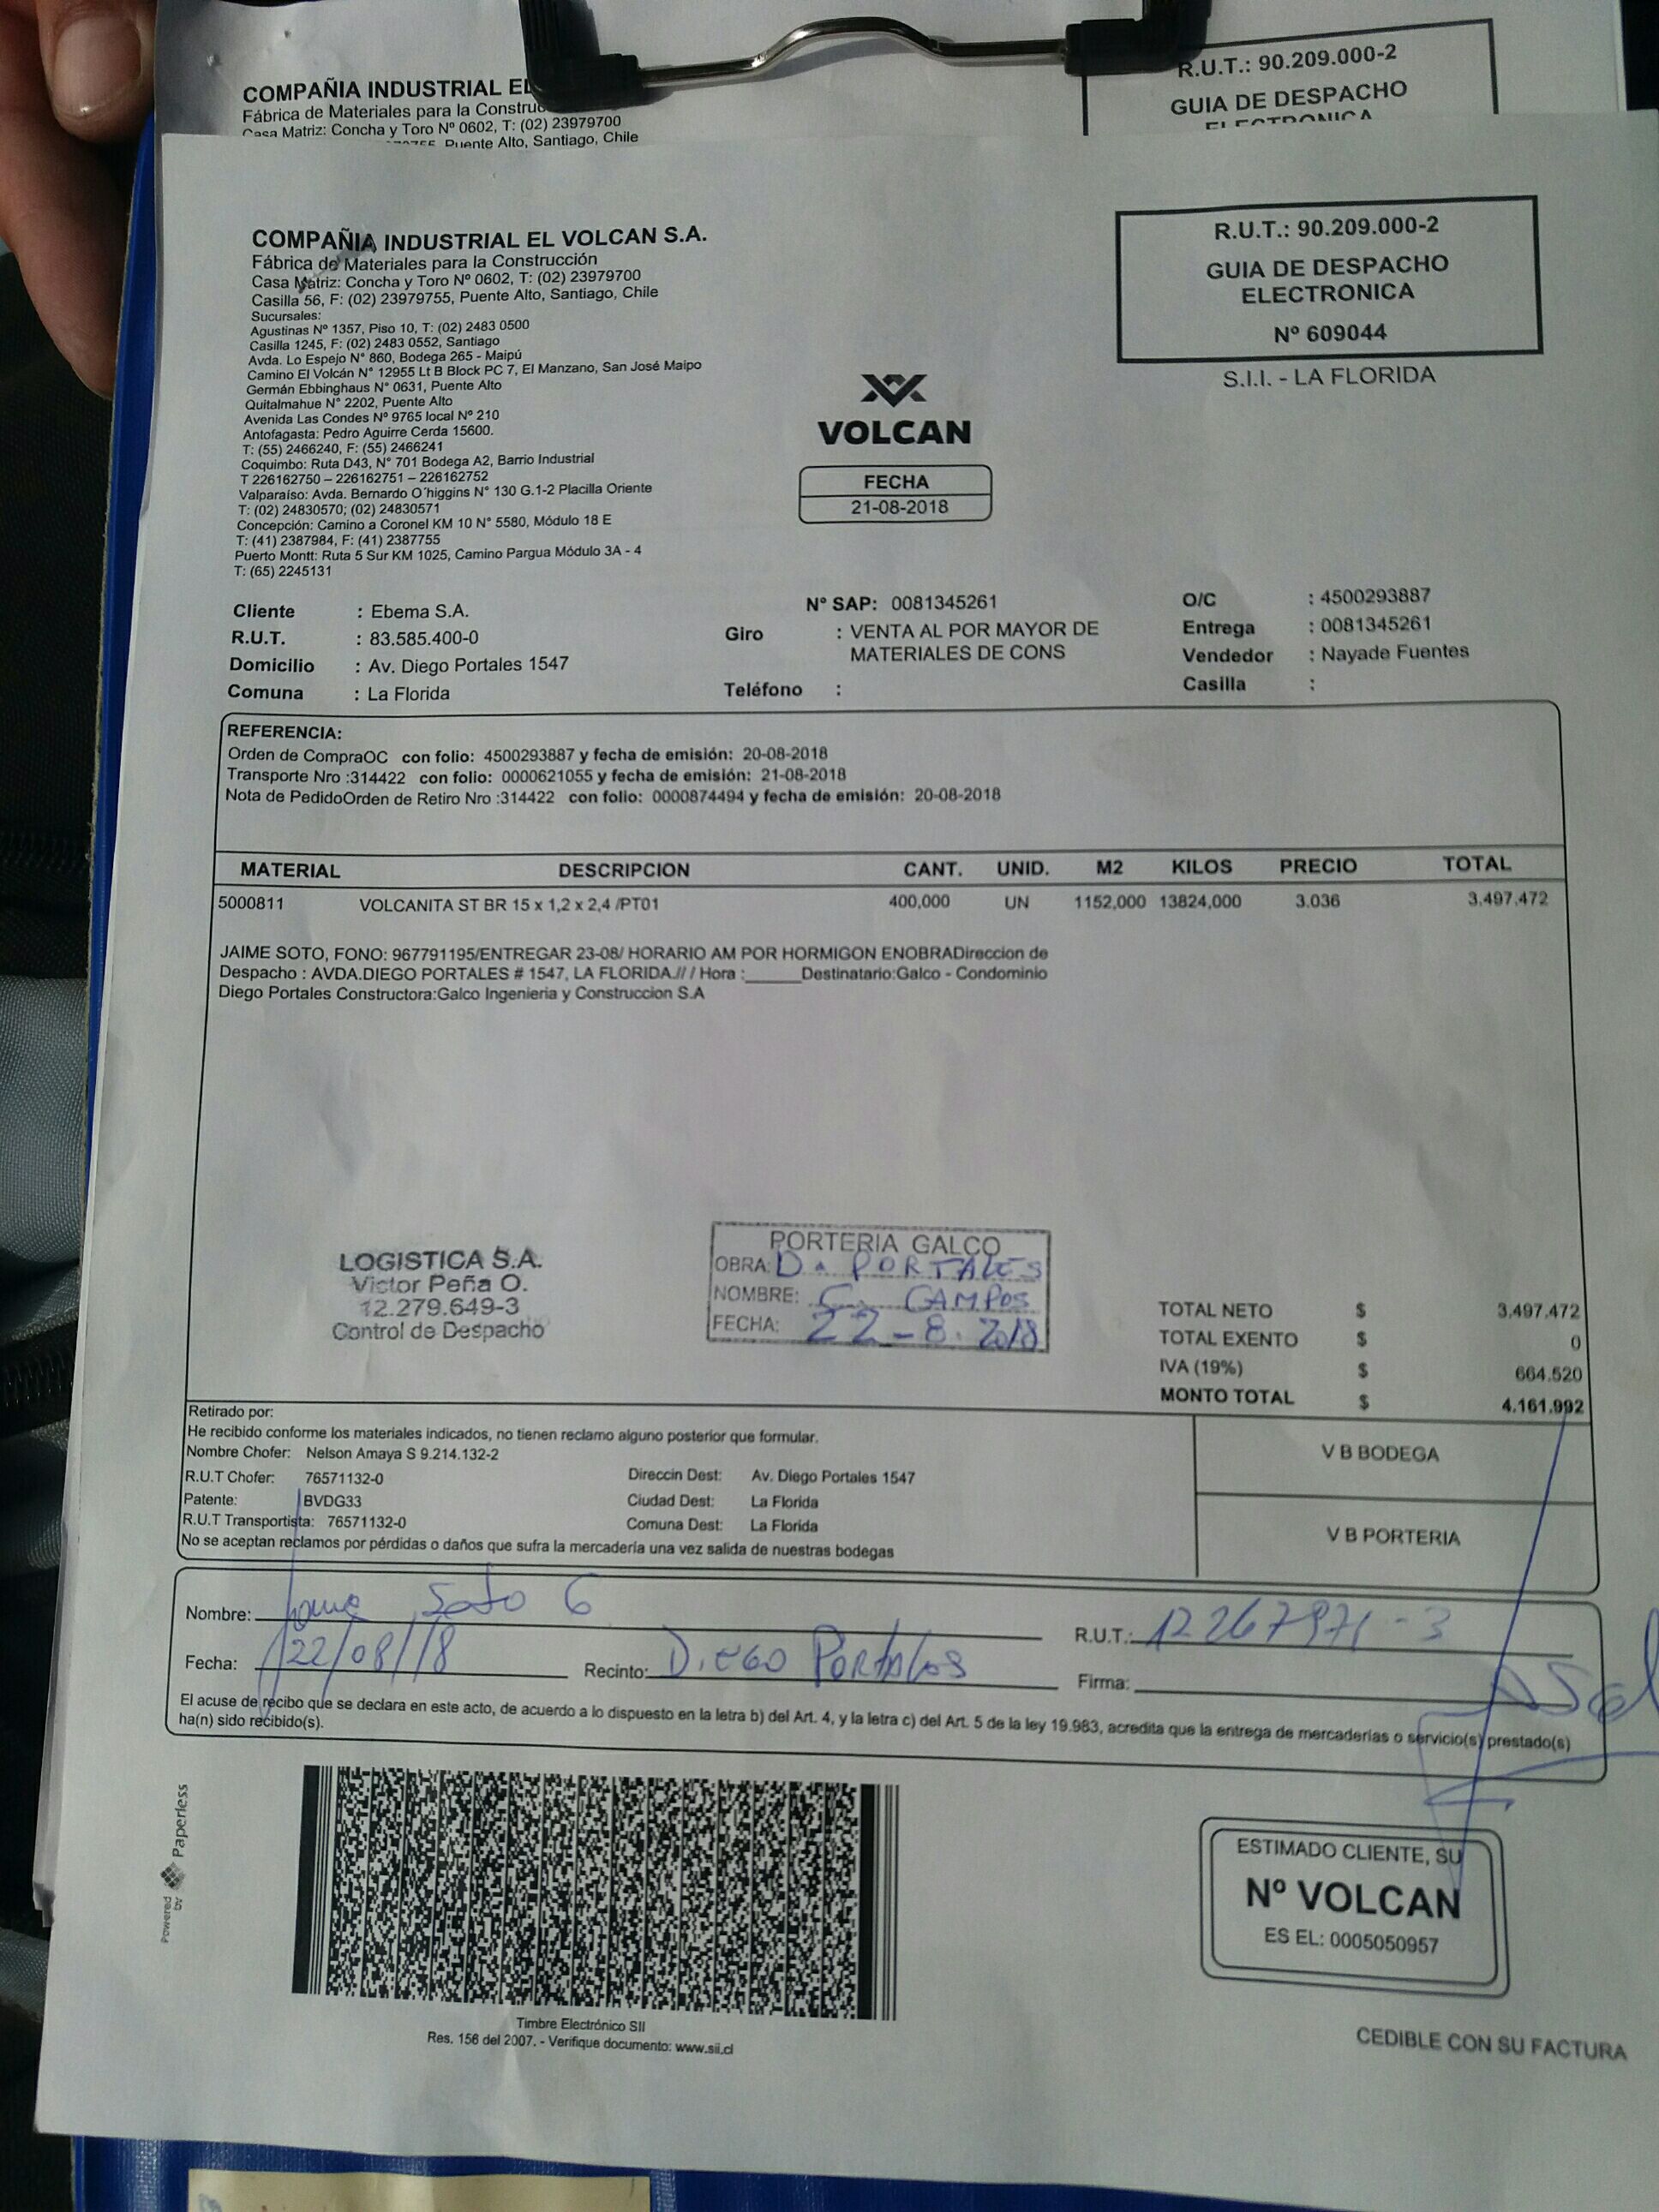 COMPAÑIA INDUSTRIAL EL
Fábrica de Materiales para la Construc
Casa Matriz: Concha y Toro Nº 0602, T: (02) 23979700
Puente Alto, Santiago, Chile
R.U.T.: 90.209.000-2
GUIA DE DESPACHO
ELECTRONICA
COMPAÑIA INDUSTRIAL EL VOLCAN S.A.
Fábrica de Materiales para la Construcción
Casa Matriz: Concha y Toro Nº 0602, T: (02) 23979700
Casilla 56, F: (02) 23979755, Puente Alto, Santiago, Chile
Sucursales:
Agustinas Nº 1357, Piso 10, T: (02) 2483 0500
Casilla 1245, F: (02) 2483 0552, Santiago
Avda. Lo Espejo N° 860, Bodega 265 - Maipú
Camino El Volcán N° 12955 Lt B Block PC 7, El Manzano, San José Maipo
Germán Ebbinghaus N° 0631, Puente Alto
Quitalmahue N° 2202, Puente Alto
Avenida Las Condes Nº 9765 local Nº 210
Antofagasta: Pedro Aguirre Cerda 15600.
T: (55) 2466240, F: (55) 2466241
Coquimbo: Ruta D43, N° 701 Bodega A2, Barrio Industrial
T 226162750 – 226162751 – 226162752
Valparaíso: Avda. Bernardo O´higgins N° 130 G.1-2 Placilla Oriente
T: (02) 24830570; (02) 24830571
Concepción: Camino a Coronel KM 10 N° 5580, Módulo 18 E
T: (41) 2387984, F: (41) 2387755
Puerto Montt: Ruta 5 Sur KM 1025, Camino Pargua Módulo 3A - 4
T: (65) 2245131
VOLCAN
FECHA
21-08-2018
R.U.T.: 90.209.000-2
GUIA DE DESPACHO
ELECTRONICA
Nº 609044
S.I.I. - LA FLORIDA
Cliente : Ebema S.A.
R.U.T. : 83.585.400-0
Domicilio : Av. Diego Portales 1547
Comuna : La Florida
N° SAP: 0081345261
Giro : VENTA AL POR MAYOR DE
MATERIALES DE CONS
Teléfono :
O/C : 4500293887
Entrega : 0081345261
Vendedor : Nayade Fuentes
Casilla :
REFERENCIA:
Orden de CompraOC con folio: 4500293887 y fecha de emisión: 20-08-2018
Transporte Nro :314422 con folio: 0000621055 y fecha de emisión: 21-08-2018
Nota de PedidoOrden de Retiro Nro :314422 con folio: 0000874494 y fecha de emisión: 20-08-2018
MATERIAL DESCRIPCION CANT. UNID. M2 KILOS PRECIO TOTAL
5000811 VOLCANITA ST BR 15 x 1,2 x 2,4 /PT01 400,000 UN 1152,000 13824,000 3.036 3.497.472
JAIME SOTO, FONO: 967791195/ENTREGAR 23-08/ HORARIO AM POR HORMIGON ENOBRADireccion de
Despacho : AVDA.DIEGO PORTALES # 1547, LA FLORIDA.// / Hora :______Destinatario:Galco - Condominio
Diego Portales Constructora:Galco Ingenieria y Construccion S.A
LOGISTICA S.A.
Victor Peña O.
12.279.649-3
Control de Despacho
PORTERIA GALCO
OBRA: D. PORTALES
NOMBRE: C. CAMPOS
FECHA: 22-8-2018
TOTAL NETO $ 3.497.472
TOTAL EXENTO $ 0
IVA (19%) $ 664.520
MONTO TOTAL $ 4.161.992
Retirado por:
He recibido conforme los materiales indicados, no tienen reclamo alguno posterior que formular.
Nombre Chofer: Nelson Amaya S 9.214.132-2
R.U.T Chofer: 76571132-0 Direccin Dest: Av. Diego Portales 1547
Patente: BVDG33 Ciudad Dest: La Florida
R.U.T Transportista: 76571132-0 Comuna Dest: La Florida
No se aceptan reclamos por pérdidas o daños que sufra la mercadería una vez salida de nuestras bodegas
V B BODEGA
V B PORTERIA
Nombre: Jaime Soto G R.U.T.: 12267971-3
Fecha: 22/08/18 Recinto: DIEGO PORTALES Firma:
El acuse de recibo que se declara en este acto, de acuerdo a lo dispuesto en la letra b) del Art. 4, y la letra c) del Art. 5 de la ley 19.983, acredita que la entrega de mercaderías o servicio(s) prestado(s)
ha(n) sido recibido(s).
Powered by Paperless
Timbre Electrónico SII
Res. 156 del 2007. - Verifique documento: www.sii.cl
ESTIMADO CLIENTE, SU
Nº VOLCAN
ES EL: 0005050957
CEDIBLE CON SU FACTURA